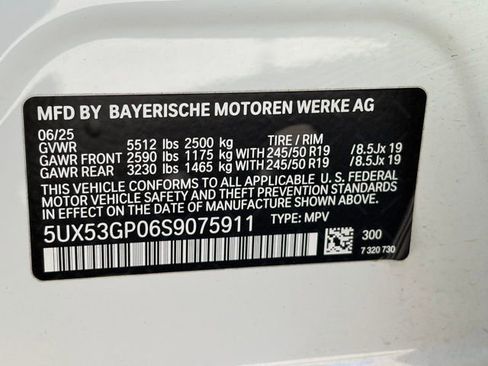 MFD BY BAYERISCHE MOTOREN WERKE AG
06/25
GVWR 5512 lbs 2500 kg TIRE / RIM
GAWR FRONT 2590 lbs 1175 kg WITH 245/50 R19 /8.5Jx 19
GAWR REAR 3230 lbs 1465 kg WITH 245/50 R19 /8.5Jx 19
THIS VEHICLE CONFORMS TO ALL APPLICABLE U. S. FEDERAL
MOTOR VEHICLE SAFETY AND THEFT PREVENTION STANDARDS
IN EFFECT ON THE DATE OF MANUFACTURE SHOWN ABOVE.
5UX53GP06S9075911 TYPE: MPV
300
7 320 730